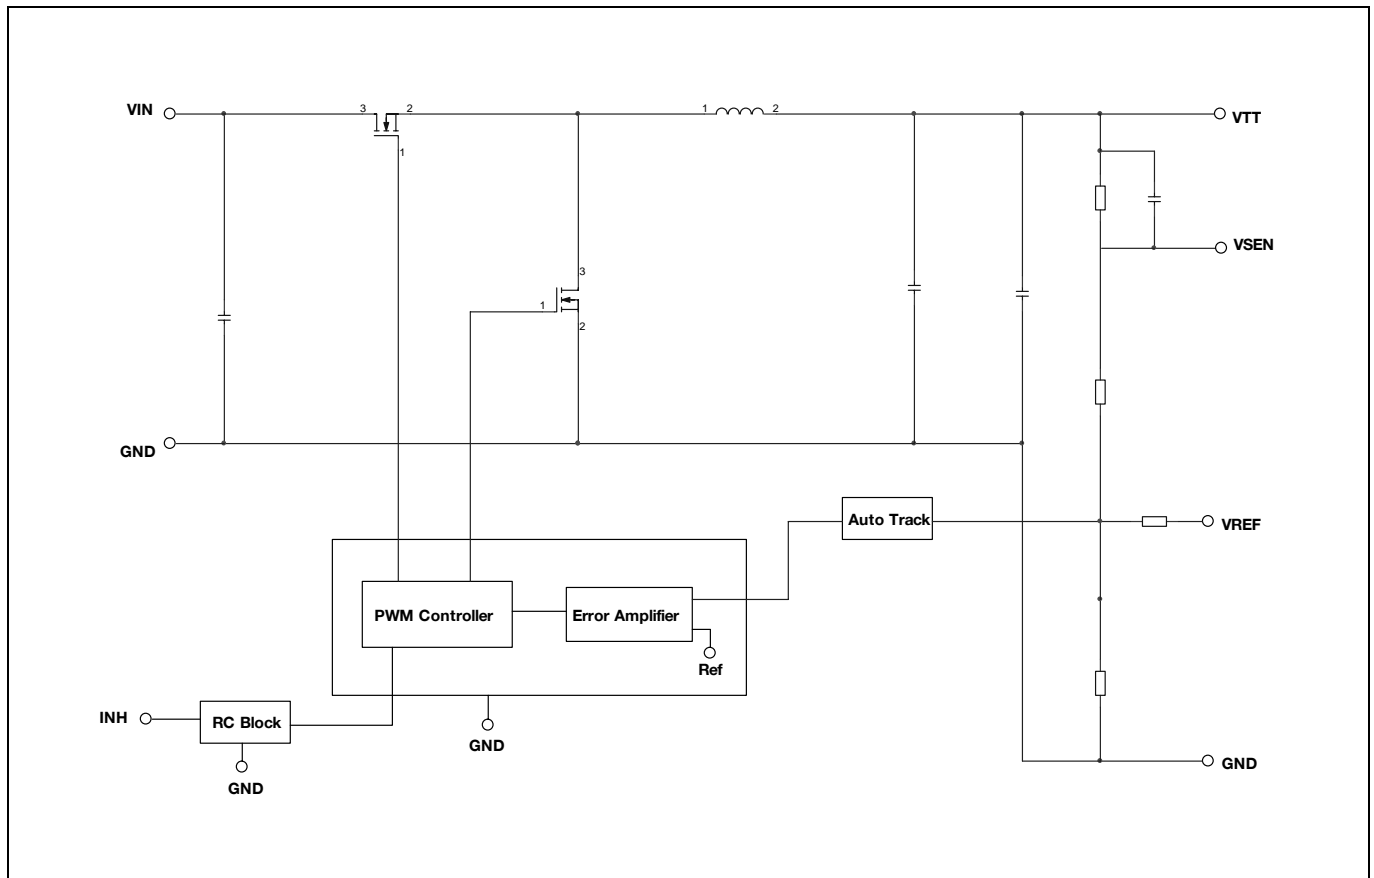 VIN
3
2
1
1
2
VTT
VSEN
3
1
2
GND
Auto Track
VREF
PWM Controller
Error Amplifier
Ref
INH
RC Block
GND
GND
GND